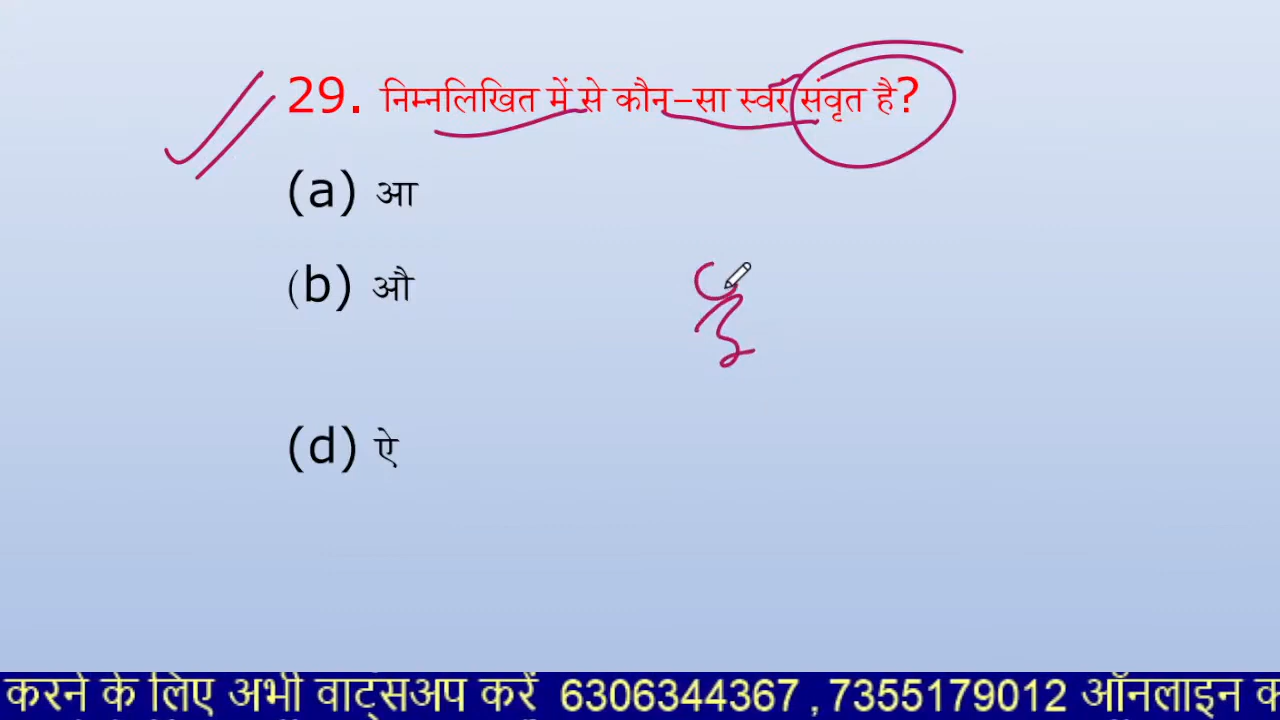 29. निम्नलिखित में से कौन–सा स्वर संवृत है?
(a) आ
(b) औ
(d) ऐ
करने के लिए अभी वाट्सअप करें 6306344367 ,7355179012 ऑनलाइन क